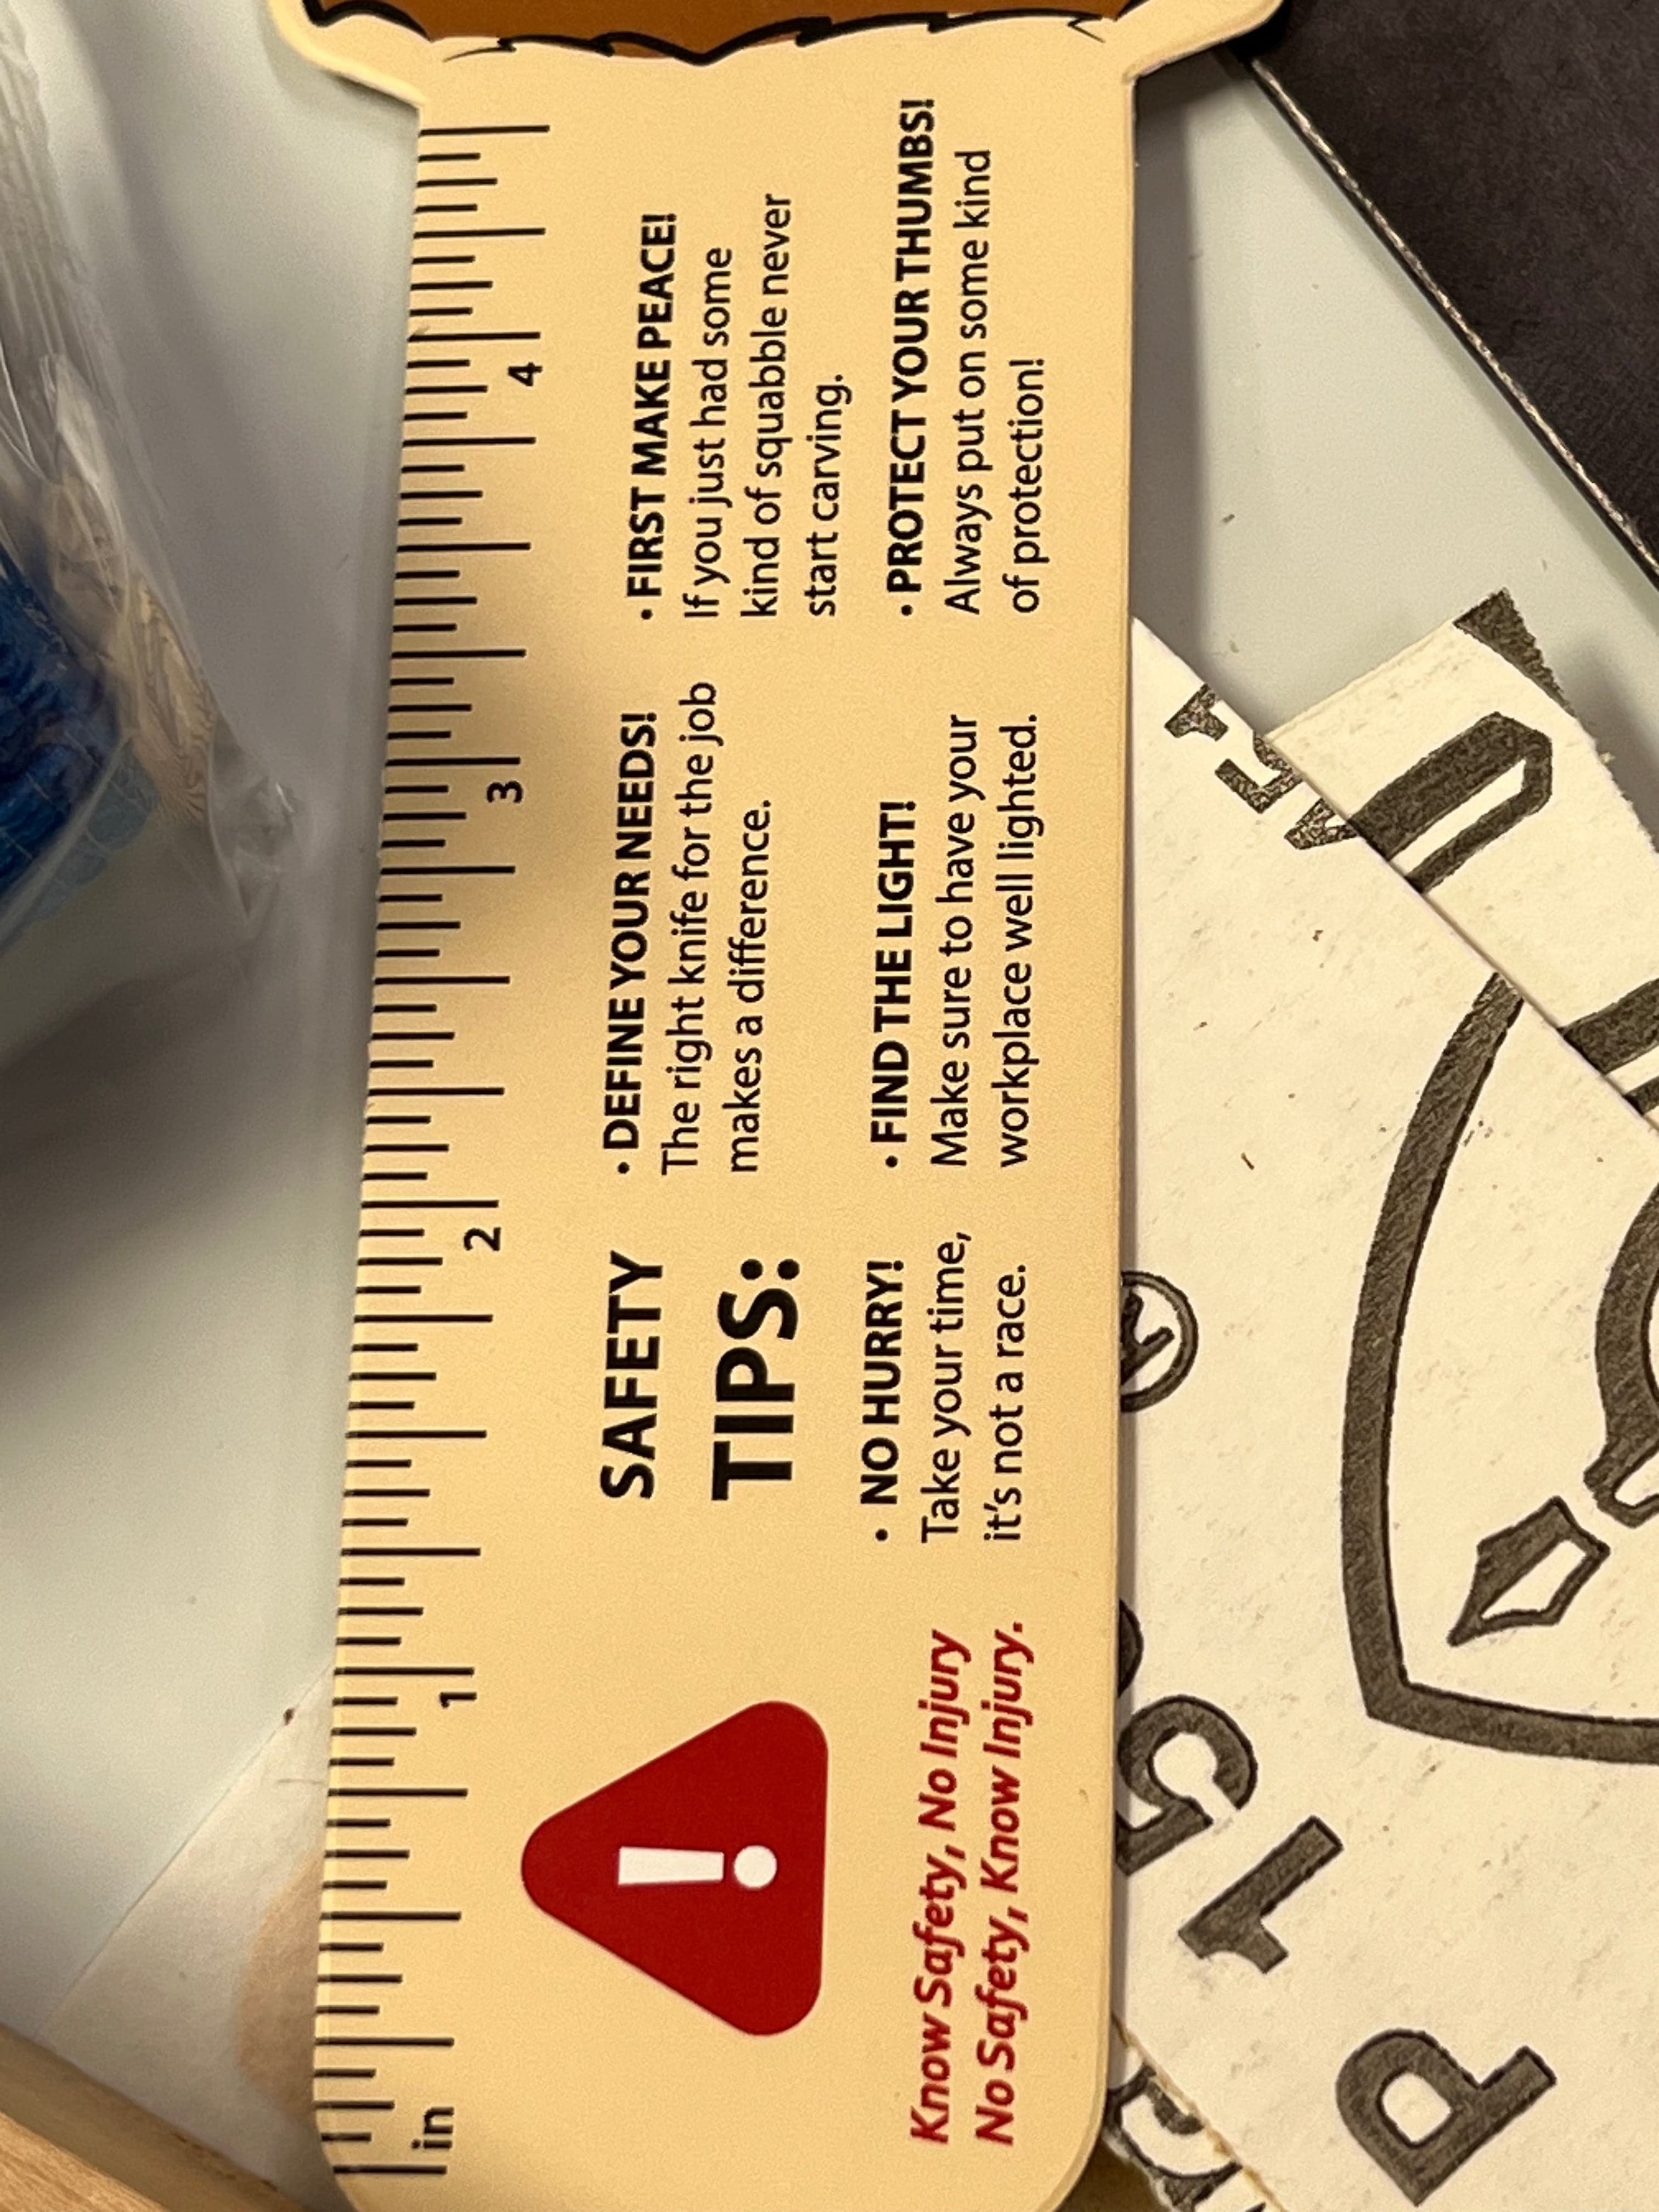 in 1 2 3 4
SAFETY
TIPS:
• DEFINE YOUR NEEDS!
The right knife for the job
makes a difference.
• FIRST MAKE PEACE!
If you just had some
kind of squabble never
start carving.
Know Safety, No Injury
No Safety, Know Injury.
• NO HURRY!
Take your time,
it's not a race.
• FIND THE LIGHT!
Make sure to have your
workplace well lighted.
• PROTECT YOUR THUMBS!
Always put on some kind
of protection!
P 15